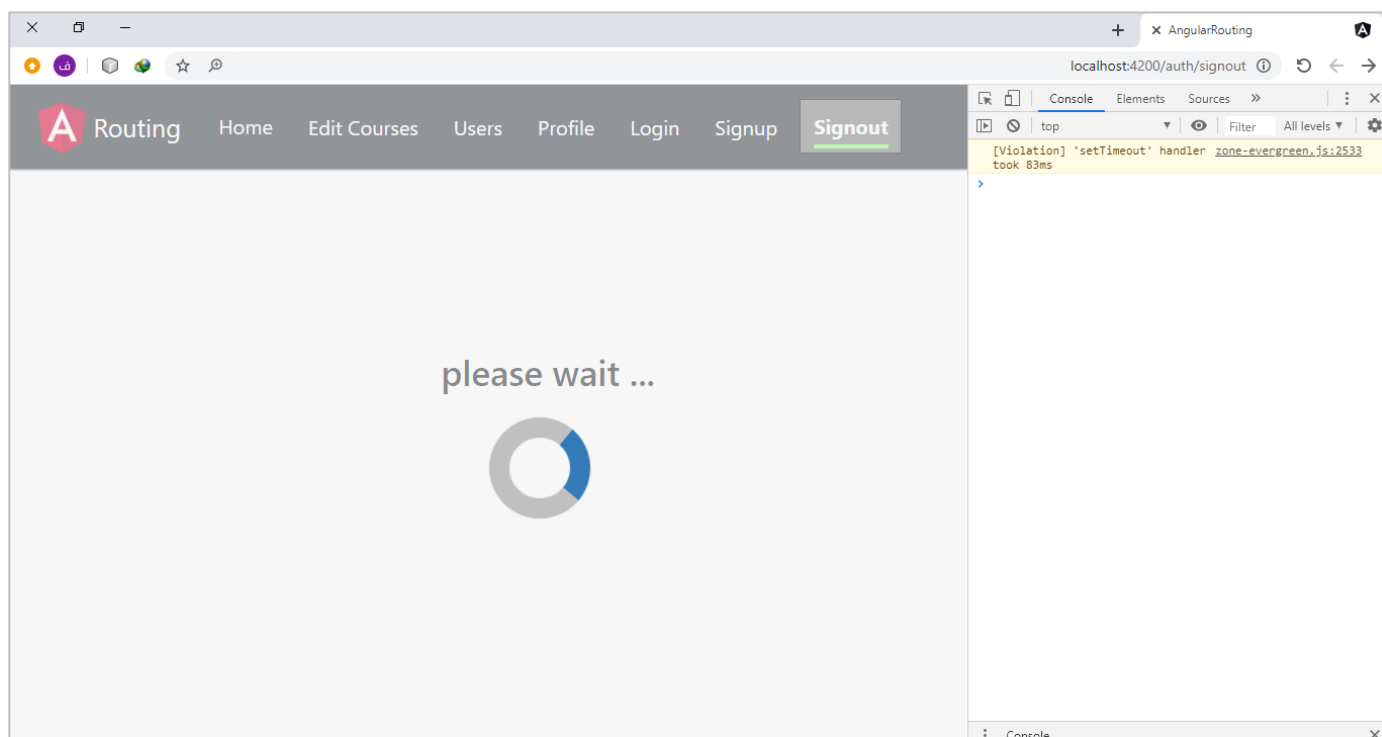 AngularRouting
ف
localhost:4200/auth/signout
Routing Home Edit Courses Users Profile Login Signup Signout
Console Elements Sources
top Filter All levels
[Violation] 'setTimeout' handler zone-evergreen.js:2533
took 83ms
please wait ...
Console